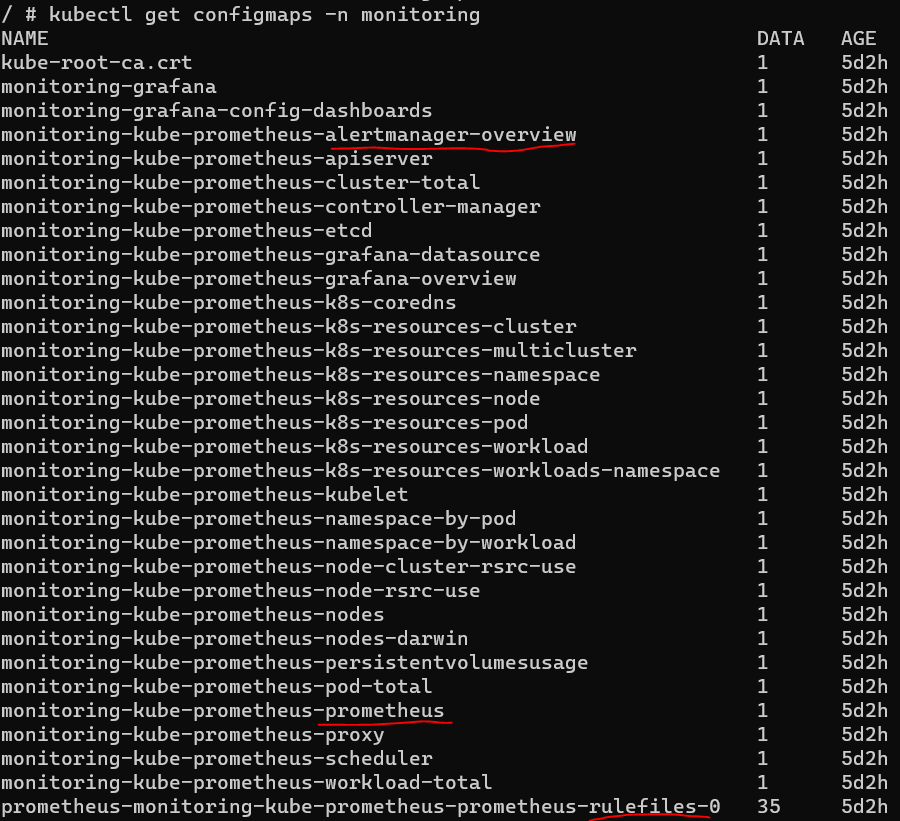 / # kubectl get configmaps -n monitoring
NAME DATA AGE
kube-root-ca.crt 1 5d2h
monitoring-grafana 1 5d2h
monitoring-grafana-config-dashboards 1 5d2h
monitoring-kube-prometheus-alertmanager-overview 1 5d2h
monitoring-kube-prometheus-apiserver 1 5d2h
monitoring-kube-prometheus-cluster-total 1 5d2h
monitoring-kube-prometheus-controller-manager 1 5d2h
monitoring-kube-prometheus-etcd 1 5d2h
monitoring-kube-prometheus-grafana-datasource 1 5d2h
monitoring-kube-prometheus-grafana-overview 1 5d2h
monitoring-kube-prometheus-k8s-coredns 1 5d2h
monitoring-kube-prometheus-k8s-resources-cluster 1 5d2h
monitoring-kube-prometheus-k8s-resources-multicluster 1 5d2h
monitoring-kube-prometheus-k8s-resources-namespace 1 5d2h
monitoring-kube-prometheus-k8s-resources-node 1 5d2h
monitoring-kube-prometheus-k8s-resources-pod 1 5d2h
monitoring-kube-prometheus-k8s-resources-workload 1 5d2h
monitoring-kube-prometheus-k8s-resources-workloads-namespace 1 5d2h
monitoring-kube-prometheus-kubelet 1 5d2h
monitoring-kube-prometheus-namespace-by-pod 1 5d2h
monitoring-kube-prometheus-namespace-by-workload 1 5d2h
monitoring-kube-prometheus-node-cluster-rsrc-use 1 5d2h
monitoring-kube-prometheus-node-rsrc-use 1 5d2h
monitoring-kube-prometheus-nodes 1 5d2h
monitoring-kube-prometheus-nodes-darwin 1 5d2h
monitoring-kube-prometheus-persistentvolumesusage 1 5d2h
monitoring-kube-prometheus-pod-total 1 5d2h
monitoring-kube-prometheus-prometheus 1 5d2h
monitoring-kube-prometheus-proxy 1 5d2h
monitoring-kube-prometheus-scheduler 1 5d2h
monitoring-kube-prometheus-workload-total 1 5d2h
prometheus-monitoring-kube-prometheus-prometheus-rulefiles-0 35 5d2h